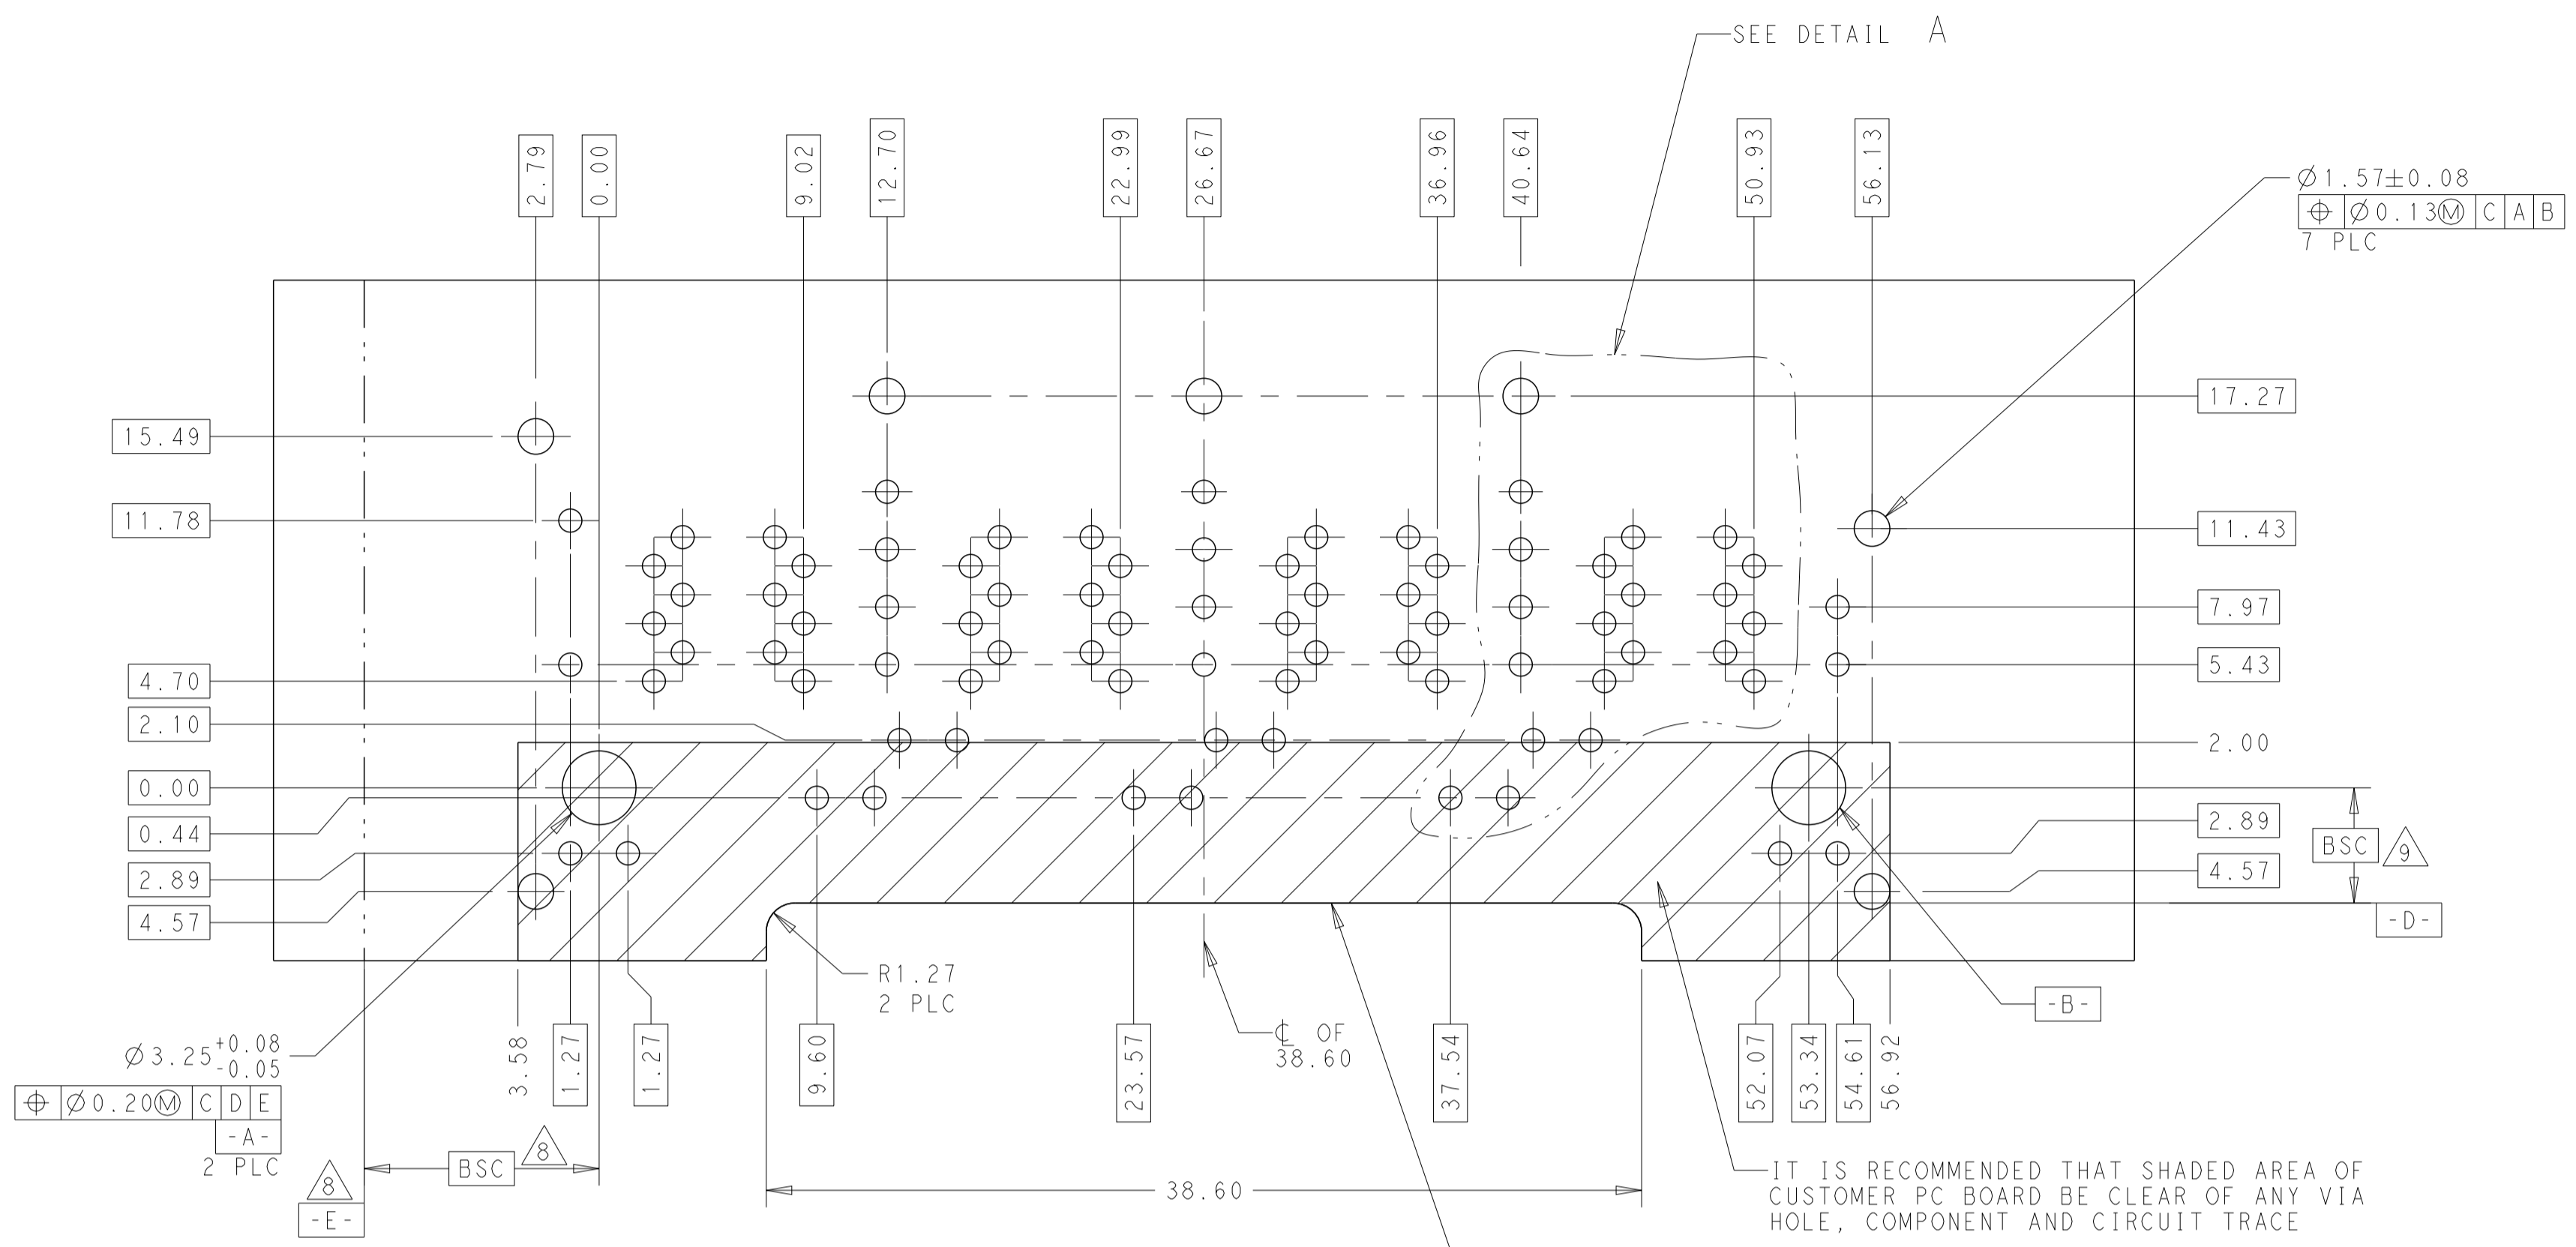 SEE DETAIL A
2.79
0.00
9.02
12.70
22.99
26.67
36.96
40.64
50.93
56.13
Ø1.57±0.08
⌖ Ø0.13Ⓜ C A B
7 PLC
15.49
11.78
4.70
2.10
0.00
0.44
2.89
4.57
17.27
11.43
7.97
5.43
2.00
2.89
4.57
BSC 9
-D-
-B-
R1.27
2 PLC
℄ OF
38.60
Ø3.25 +0.08
-0.05
⌖ Ø0.20Ⓜ C D E
-A-
2 PLC
3.58
1.27
1.27
9.60
23.57
37.54
52.07
53.34
54.61
56.92
BSC 8
8
-E-
38.60
IT IS RECOMMENDED THAT SHADED AREA OF
CUSTOMER PC BOARD BE CLEAR OF ANY VIA
HOLE, COMPONENT AND CIRCUIT TRACE